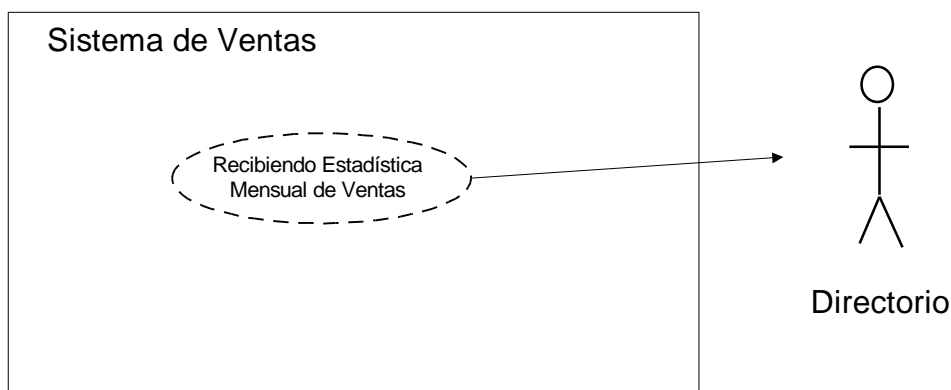 Sistema de Ventas
Recibiendo Estadística
Mensual de Ventas
Directorio